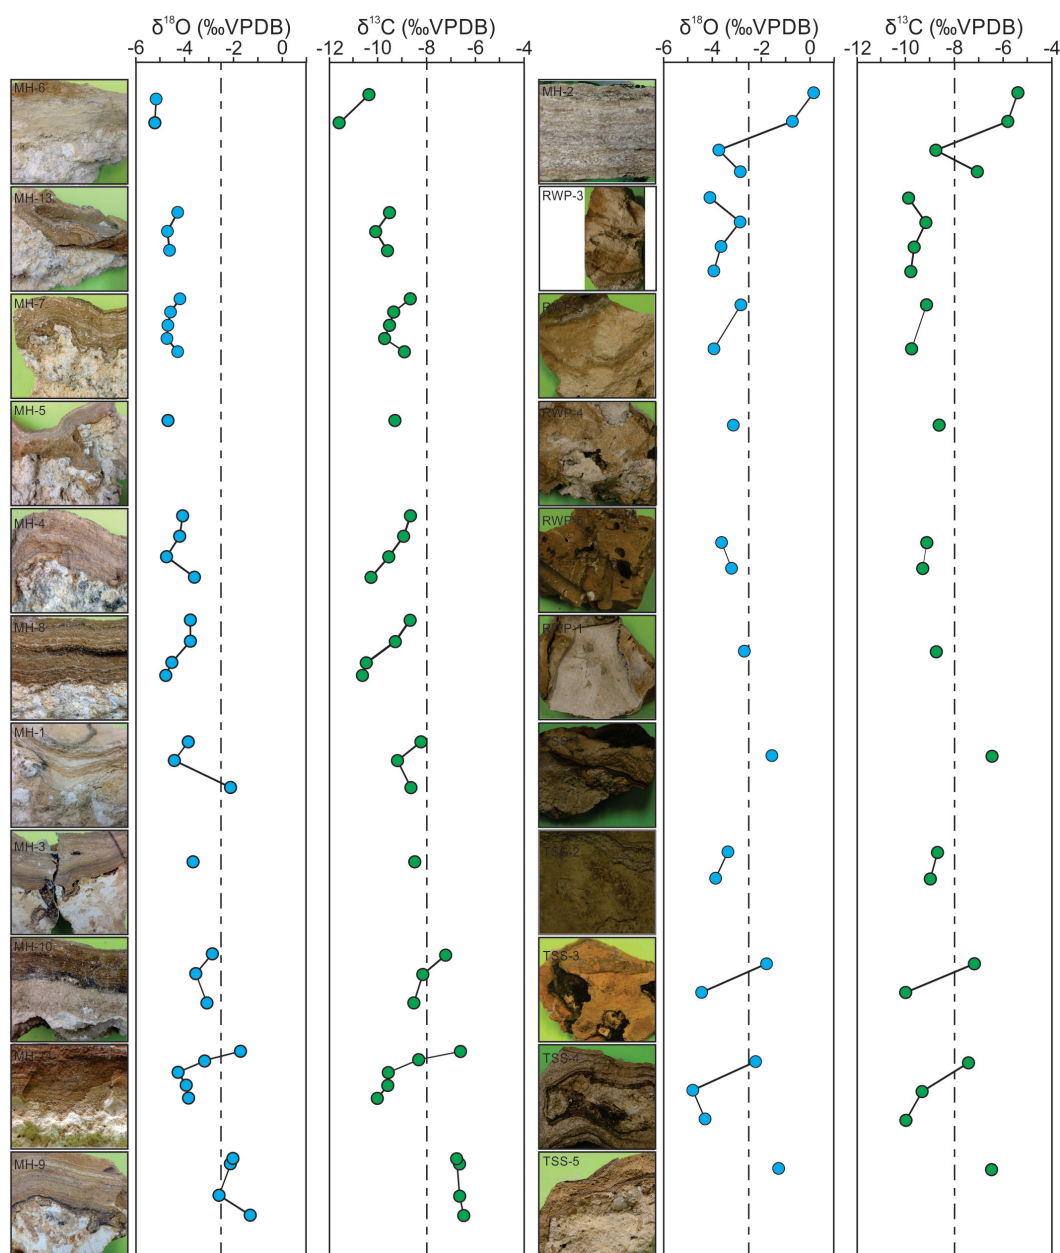 δ¹⁸O (‰VPDB) δ¹³C (‰VPDB) δ¹⁸O (‰VPDB) δ¹³C (‰VPDB)
-6 -4 -2 0 -12 -10 -8 -6 -4 -6 -4 -2 0 -12 -10 -8 -6 -4
MH-6
MH-13
MH-7
MH-5
MH-4
MH-8
MH-1
MH-3
MH-10
MH-9
MH-2
RWP-3
RWP-4
RWP-1
TSS-2
TSS-3
TSS-4
TSS-5